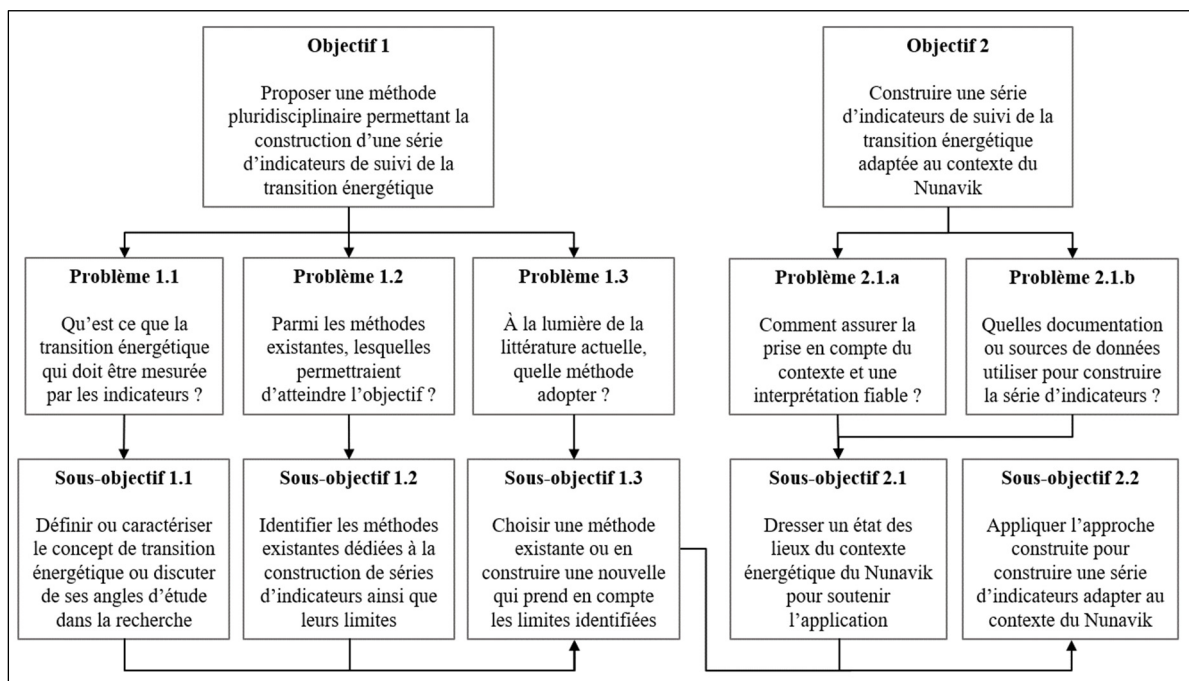 Objectif 1
Proposer une méthode
pluridisciplinaire permettant la
construction d'une série
d'indicateurs de suivi de la
transition énergétique
Objectif 2
Construire une série
d'indicateurs de suivi de la
transition énergétique
adaptée au contexte du
Nunavik
Problème 1.1
Qu'est ce que la
transition énergétique
qui doit être mesurée
par les indicateurs ?
Problème 1.2
Parmi les méthodes
existantes, lesquelles
permettraient
d'atteindre l'objectif ?
Problème 1.3
À la lumière de la
littérature actuelle,
quelle méthode
adopter ?
Problème 2.1.a
Comment assurer la
prise en compte du
contexte et une
interprétation fiable ?
Problème 2.1.b
Quelles documentation
ou sources de données
utiliser pour construire
la série d'indicateurs ?
Sous-objectif 1.1
Définir ou caractériser
le concept de transition
énergétique ou discuter
de ses angles d'étude
dans la recherche
Sous-objectif 1.2
Identifier les méthodes
existantes dédiées à la
construction de séries
d'indicateurs ainsi que
leurs limites
Sous-objectif 1.3
Choisir une méthode
existante ou en
construire une nouvelle
qui prend en compte
les limites identifiées
Sous-objectif 2.1
Dresser un état des
lieux du contexte
énergétique du Nunavik
pour soutenir
l'application
Sous-objectif 2.2
Appliquer l'approche
construite pour
construire une série
d'indicateurs adapter au
contexte du Nunavik